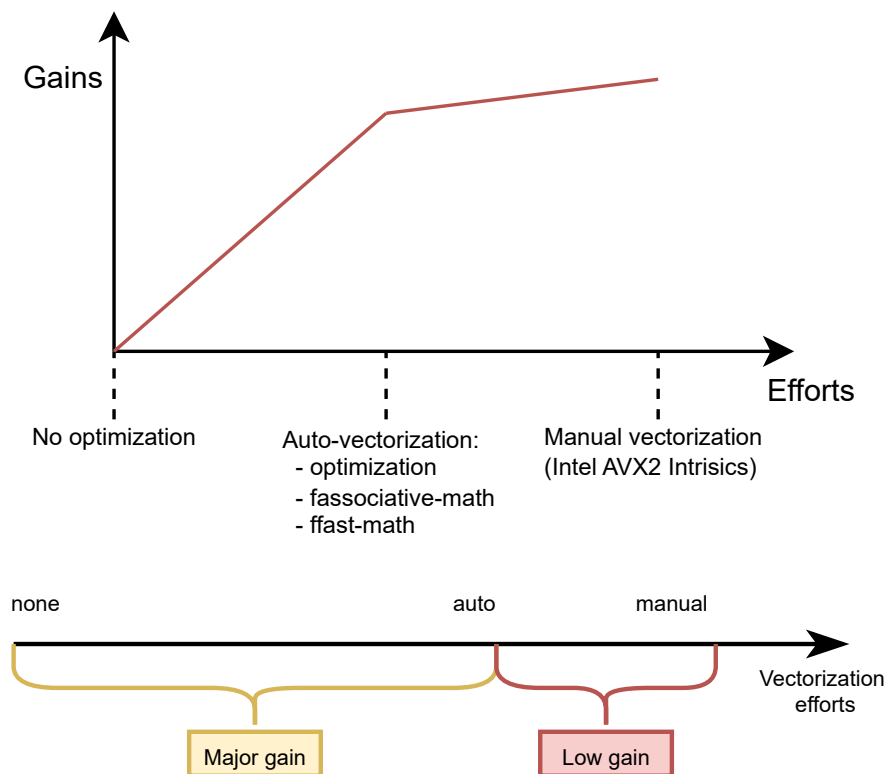 Gains
Efforts
No optimization
Auto-vectorization:
- optimization
- fassociative-math
- ffast-math
Manual vectorization
(Intel AVX2 Intrisics)
none
auto
manual
Vectorization
efforts
Major gain
Low gain